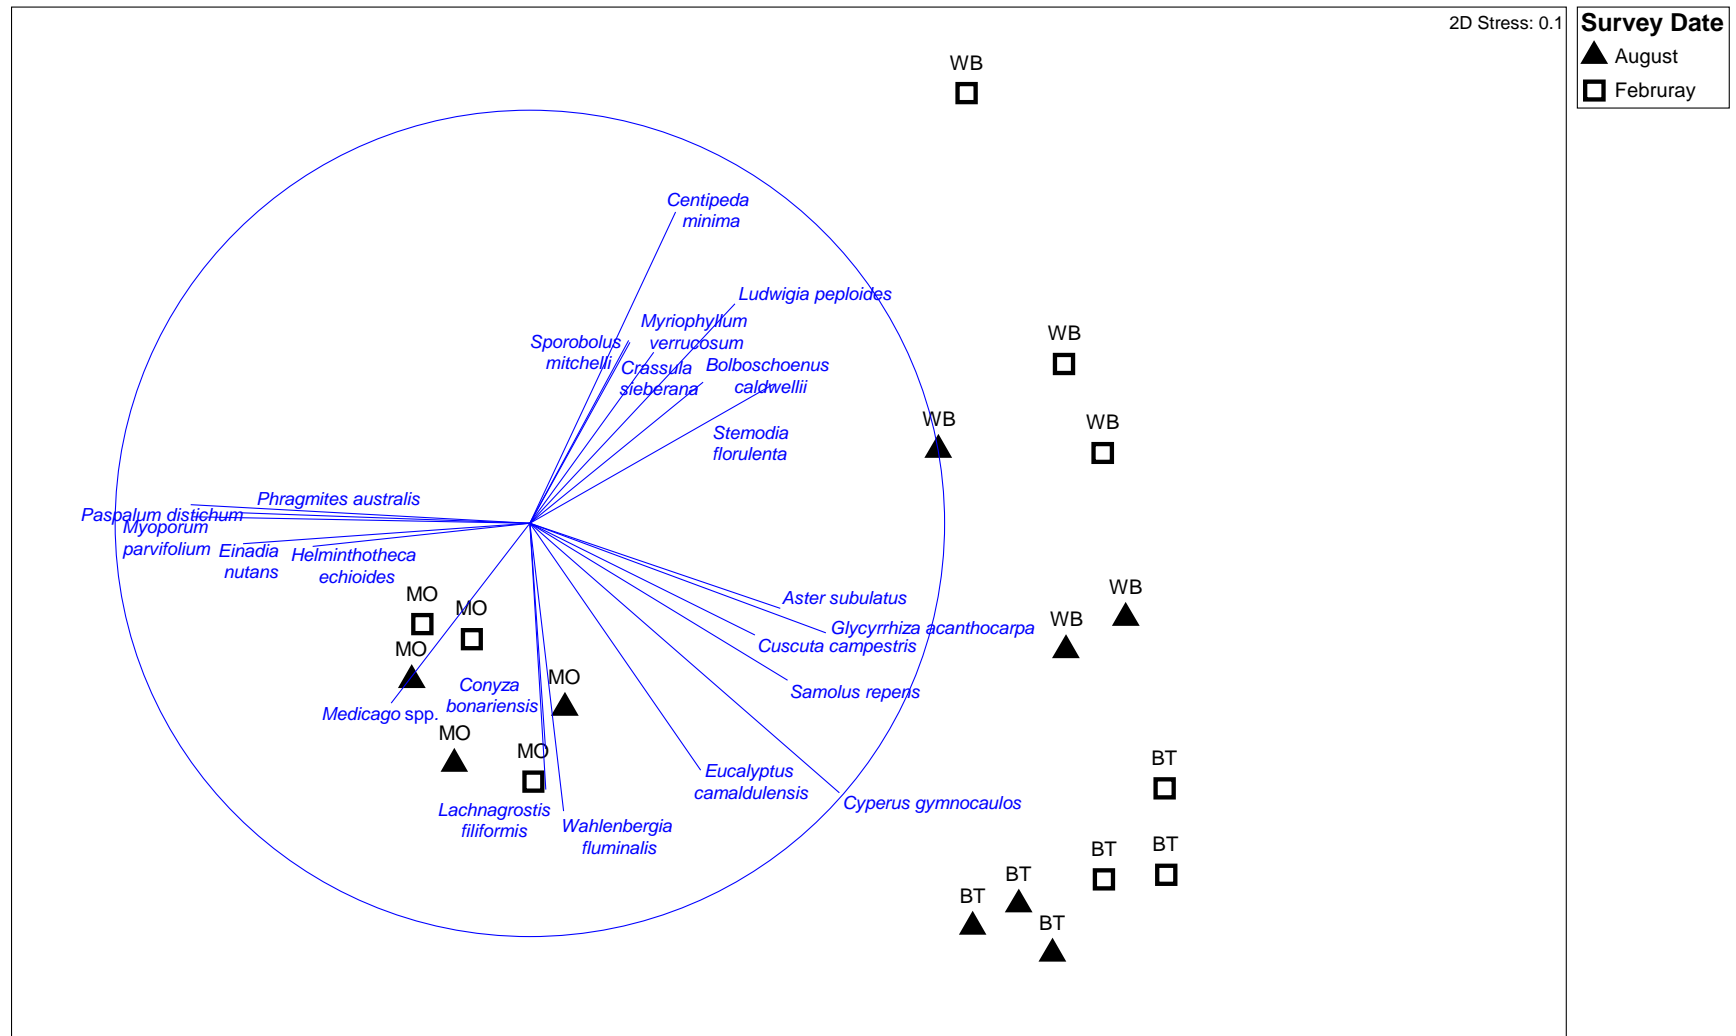 2D Stress: 0.1
Survey Date
August
Februray
WB
Centipeda
minima
Ludwigia peploides
Myriophyllum
verrucosum
Sporobolus
mitchelli
Crassula
sieberana
Bolboschoenus
caldwellii
WB
WB
WB
Stemodia
florulenta
Phragmites australis
Paspalum distichum
Myoporum
parvifolium
Einadia
nutans
Helminthotheca
echioides
MO
MO
MO
MO
MO
MO
Medicago spp.
Conyza
bonariensis
Aster subulatus
Glycyrrhiza acanthocarpa
Cuscuta campestris
Samolus repens
WB
WB
Lachnagrostis
filiformis
Wahlenbergia
fluminalis
Eucalyptus
camaldulensis
Cyperus gymnocaulos
BT
BT
BT
BT
BT
BT